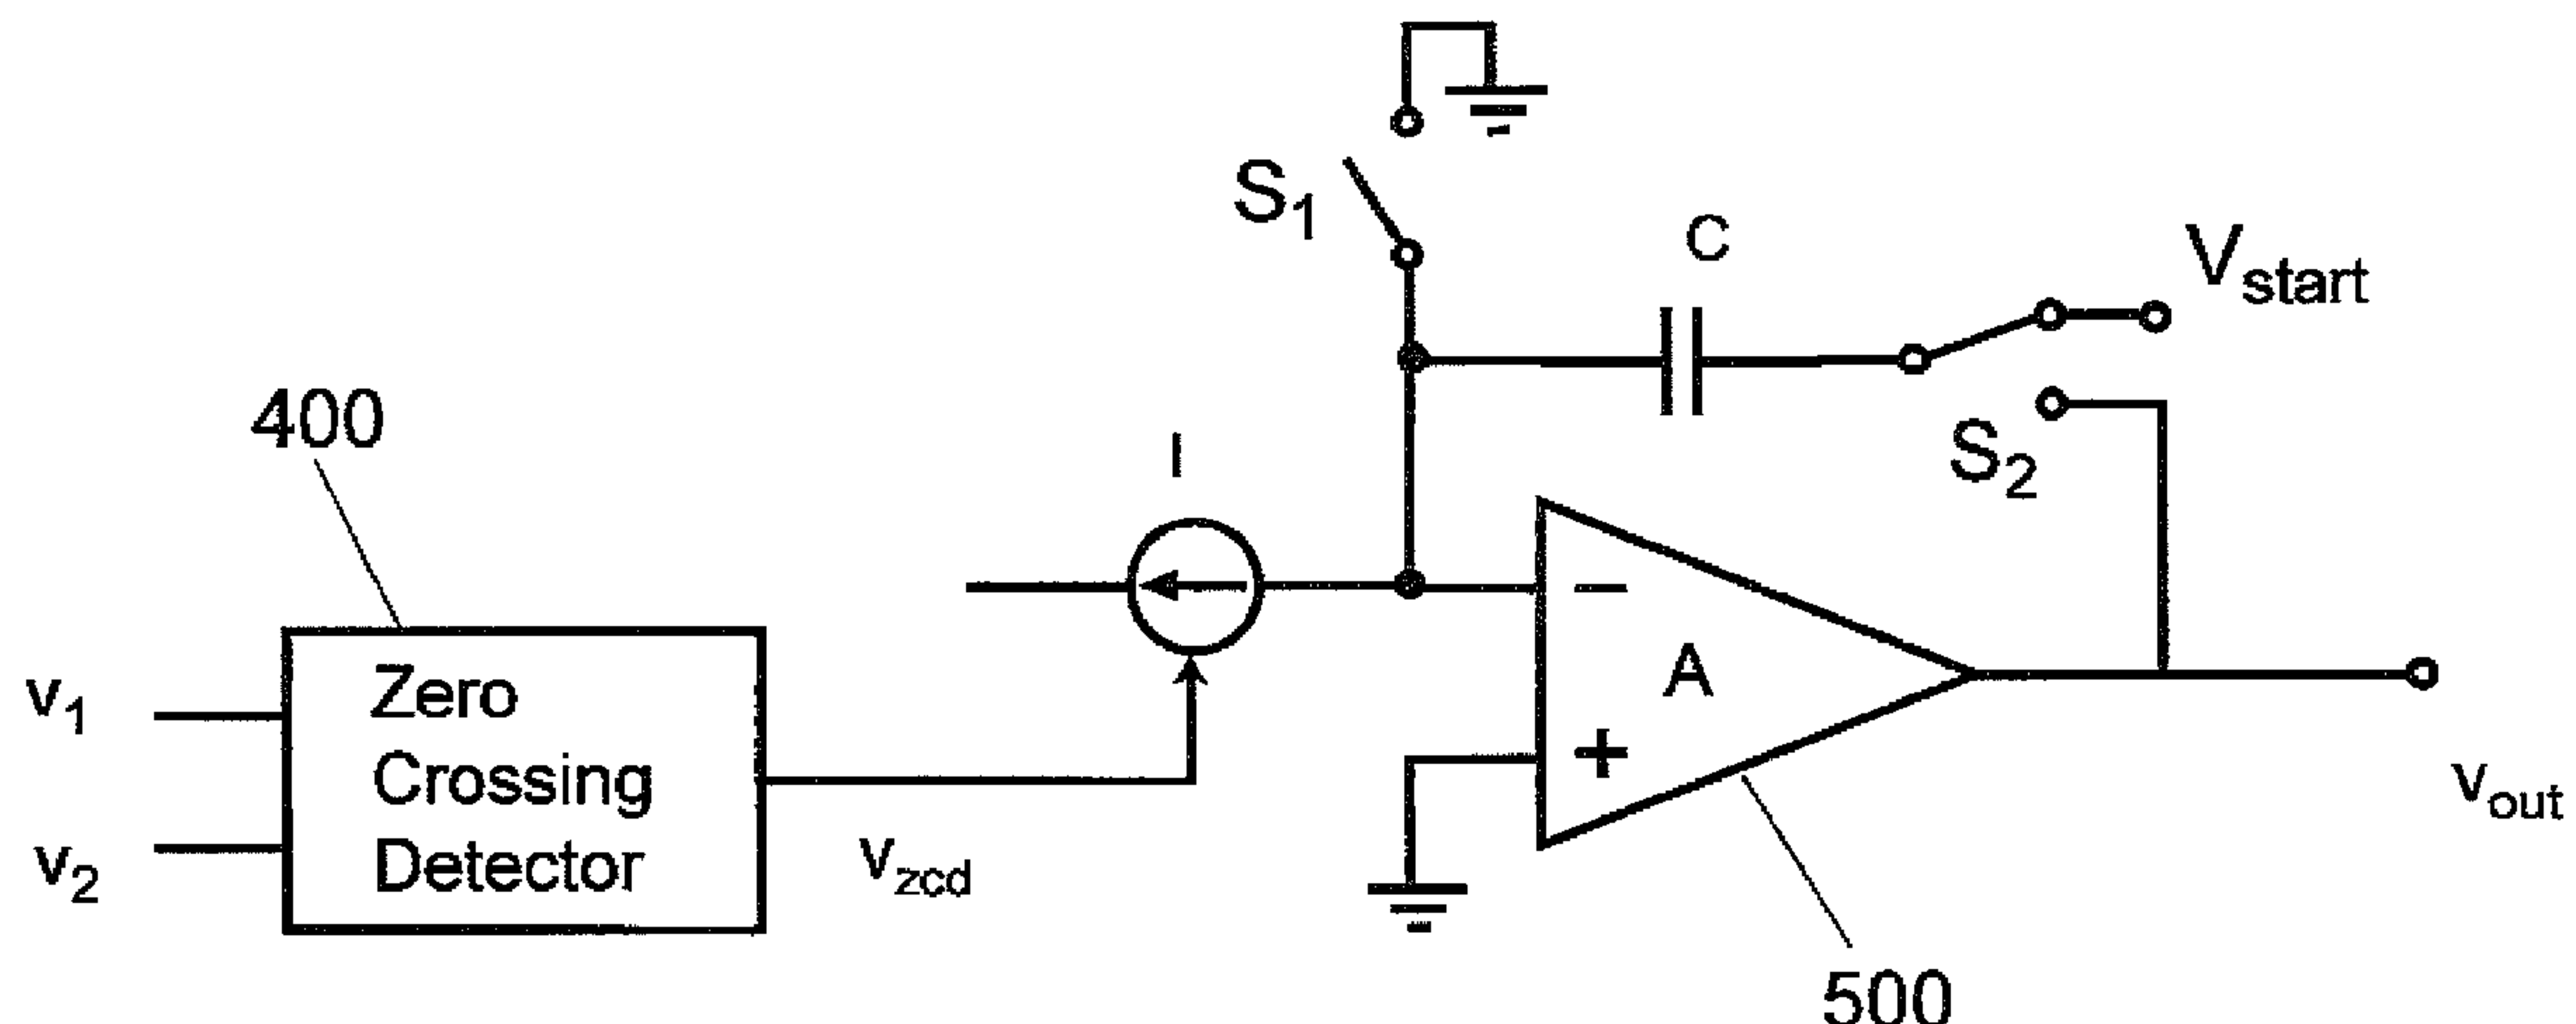 S1
C
Vstart
400
I
S2
Zero
Crossing
Detector
v1
v2
vzcd
−
A
+
vout
500